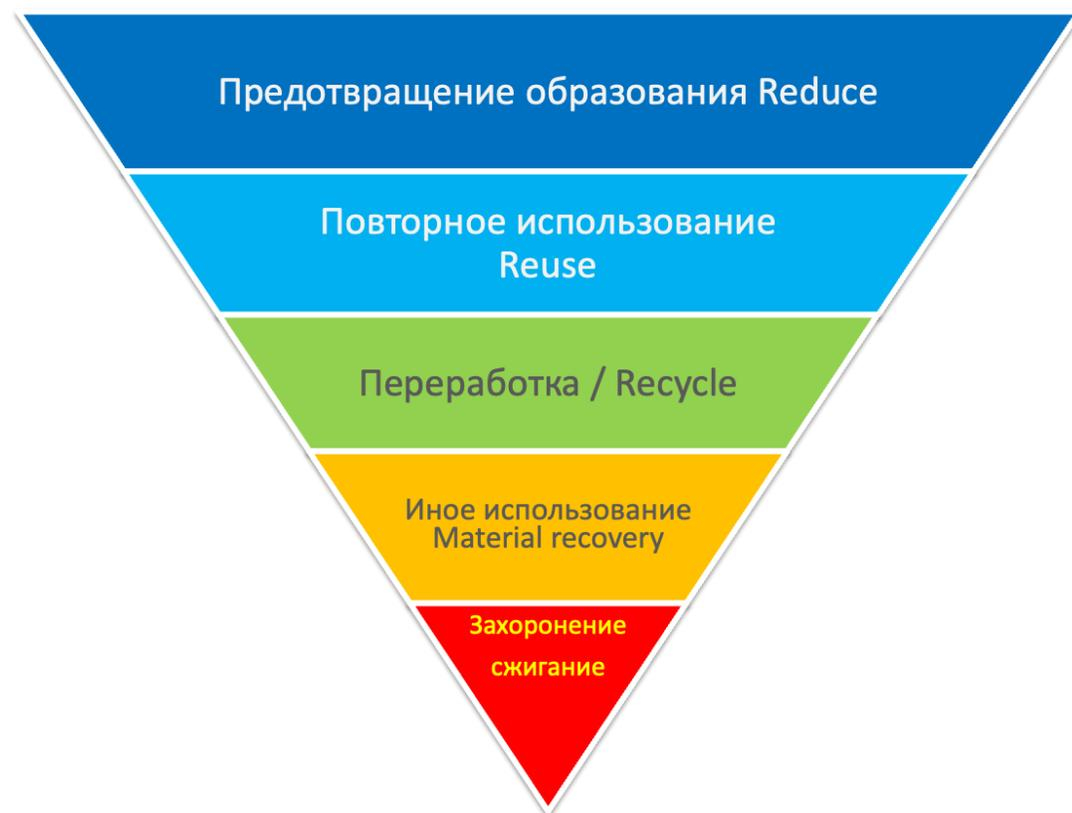 Предотвращение образования Reduce
Повторное использование
Reuse
Переработка / Recycle
Иное использование
Material recovery
Захоронение
сжигание